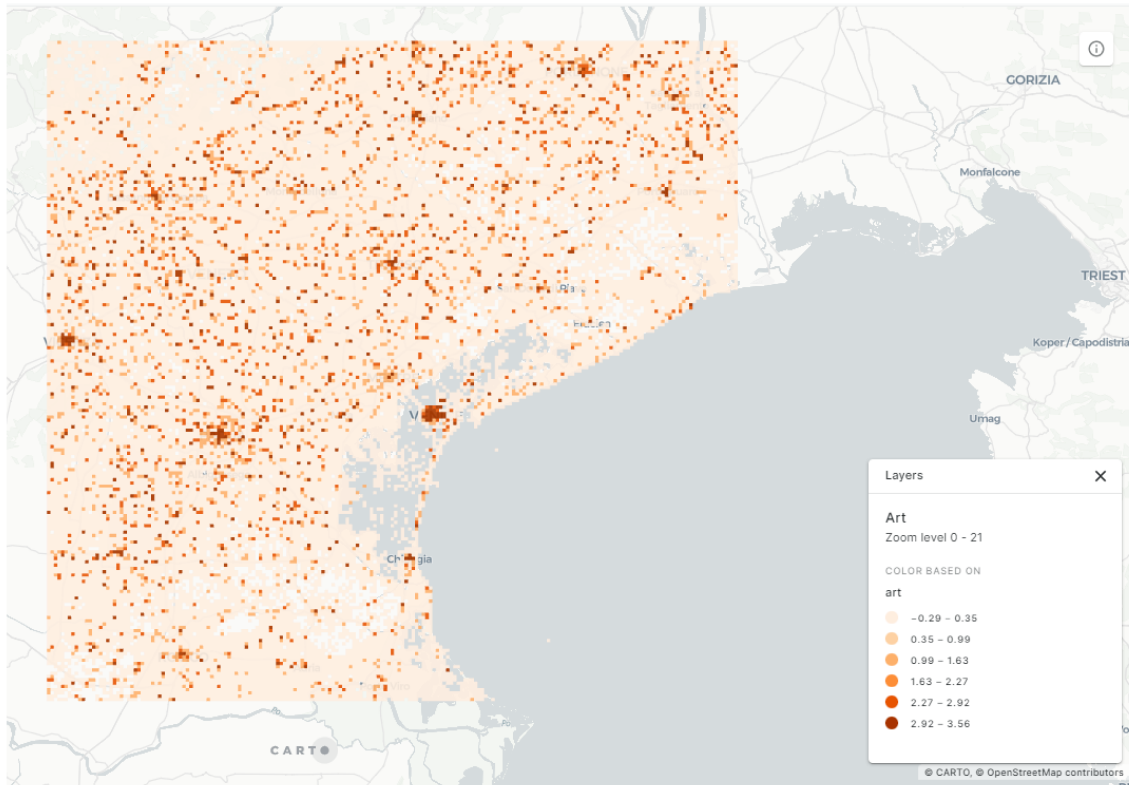 GORIZIA
Monfalcone
TRIEST
Koper / Capodistria
Umag
Layers
Art
Zoom level 0 - 21
COLOR BASED ON
art
−0.29 – 0.35
0.35 – 0.99
0.99 – 1.63
1.63 – 2.27
2.27 – 2.92
2.92 – 3.56
CARTO
© CARTO, © OpenStreetMap contributors